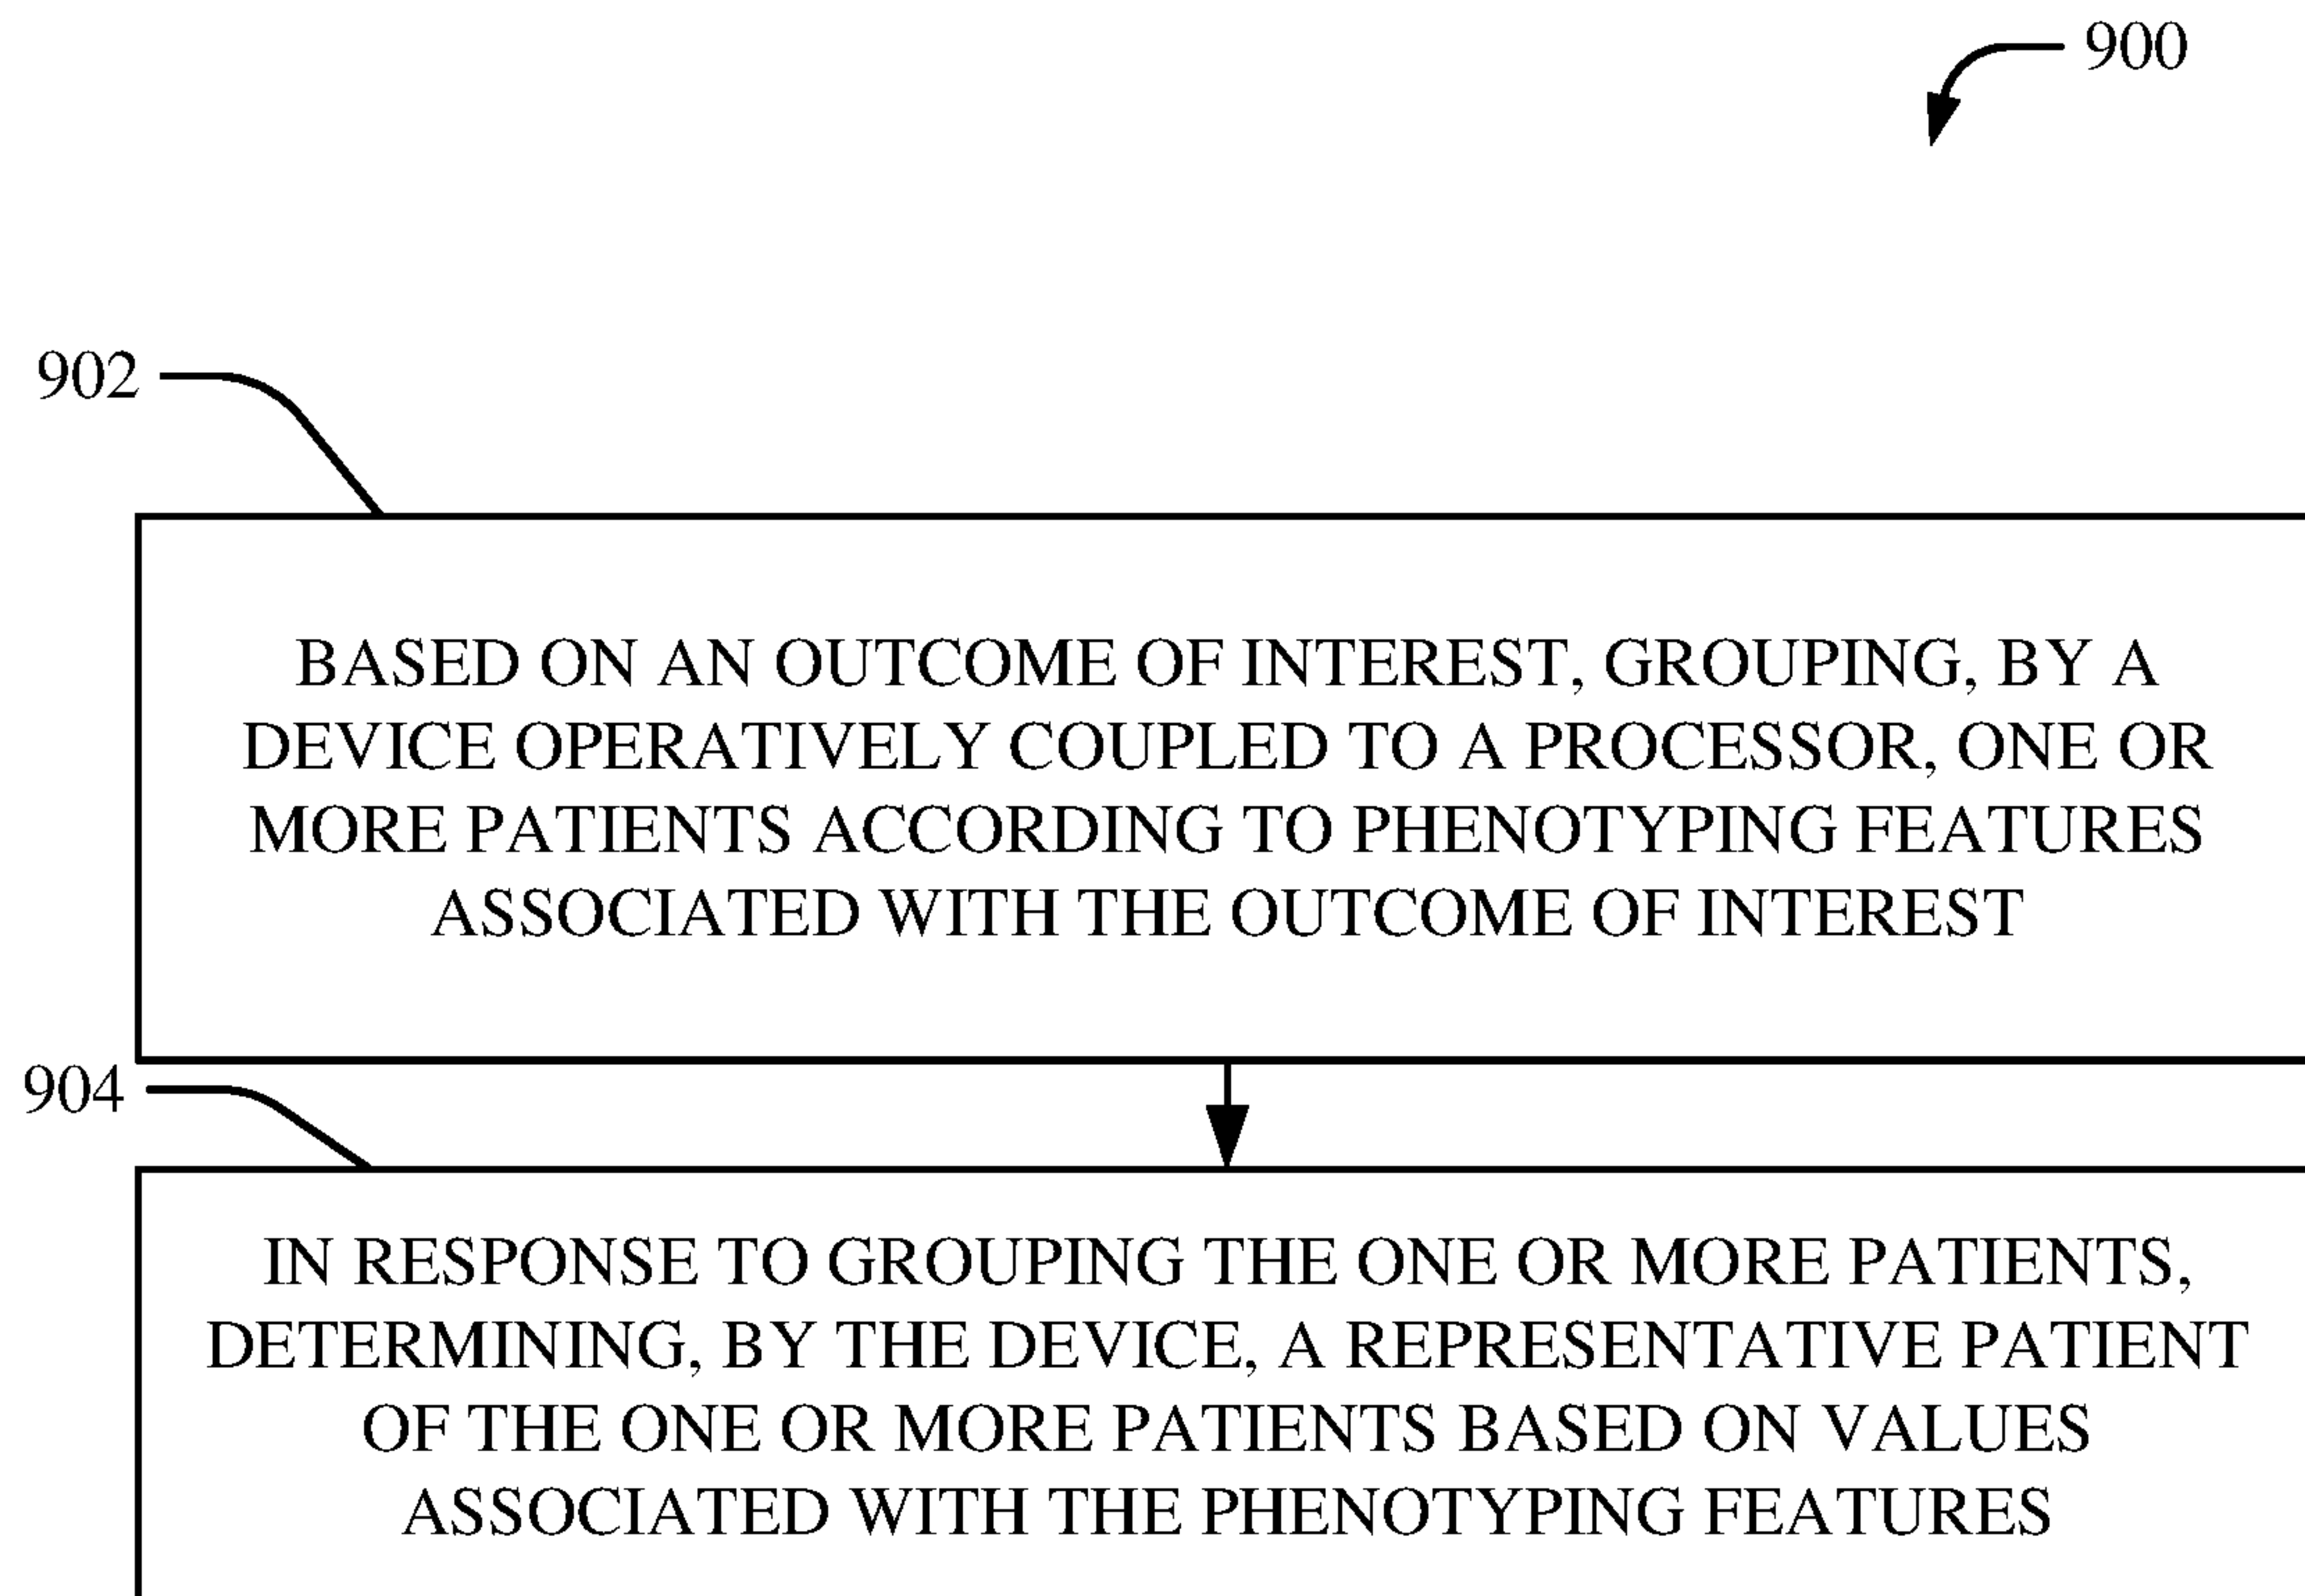 900
902
BASED ON AN OUTCOME OF INTEREST, GROUPING, BY A
DEVICE OPERATIVELY COUPLED TO A PROCESSOR, ONE OR
MORE PATIENTS ACCORDING TO PHENOTYPING FEATURES
ASSOCIATED WITH THE OUTCOME OF INTEREST
904
IN RESPONSE TO GROUPING THE ONE OR MORE PATIENTS,
DETERMINING, BY THE DEVICE, A REPRESENTATIVE PATIENT
OF THE ONE OR MORE PATIENTS BASED ON VALUES
ASSOCIATED WITH THE PHENOTYPING FEATURES